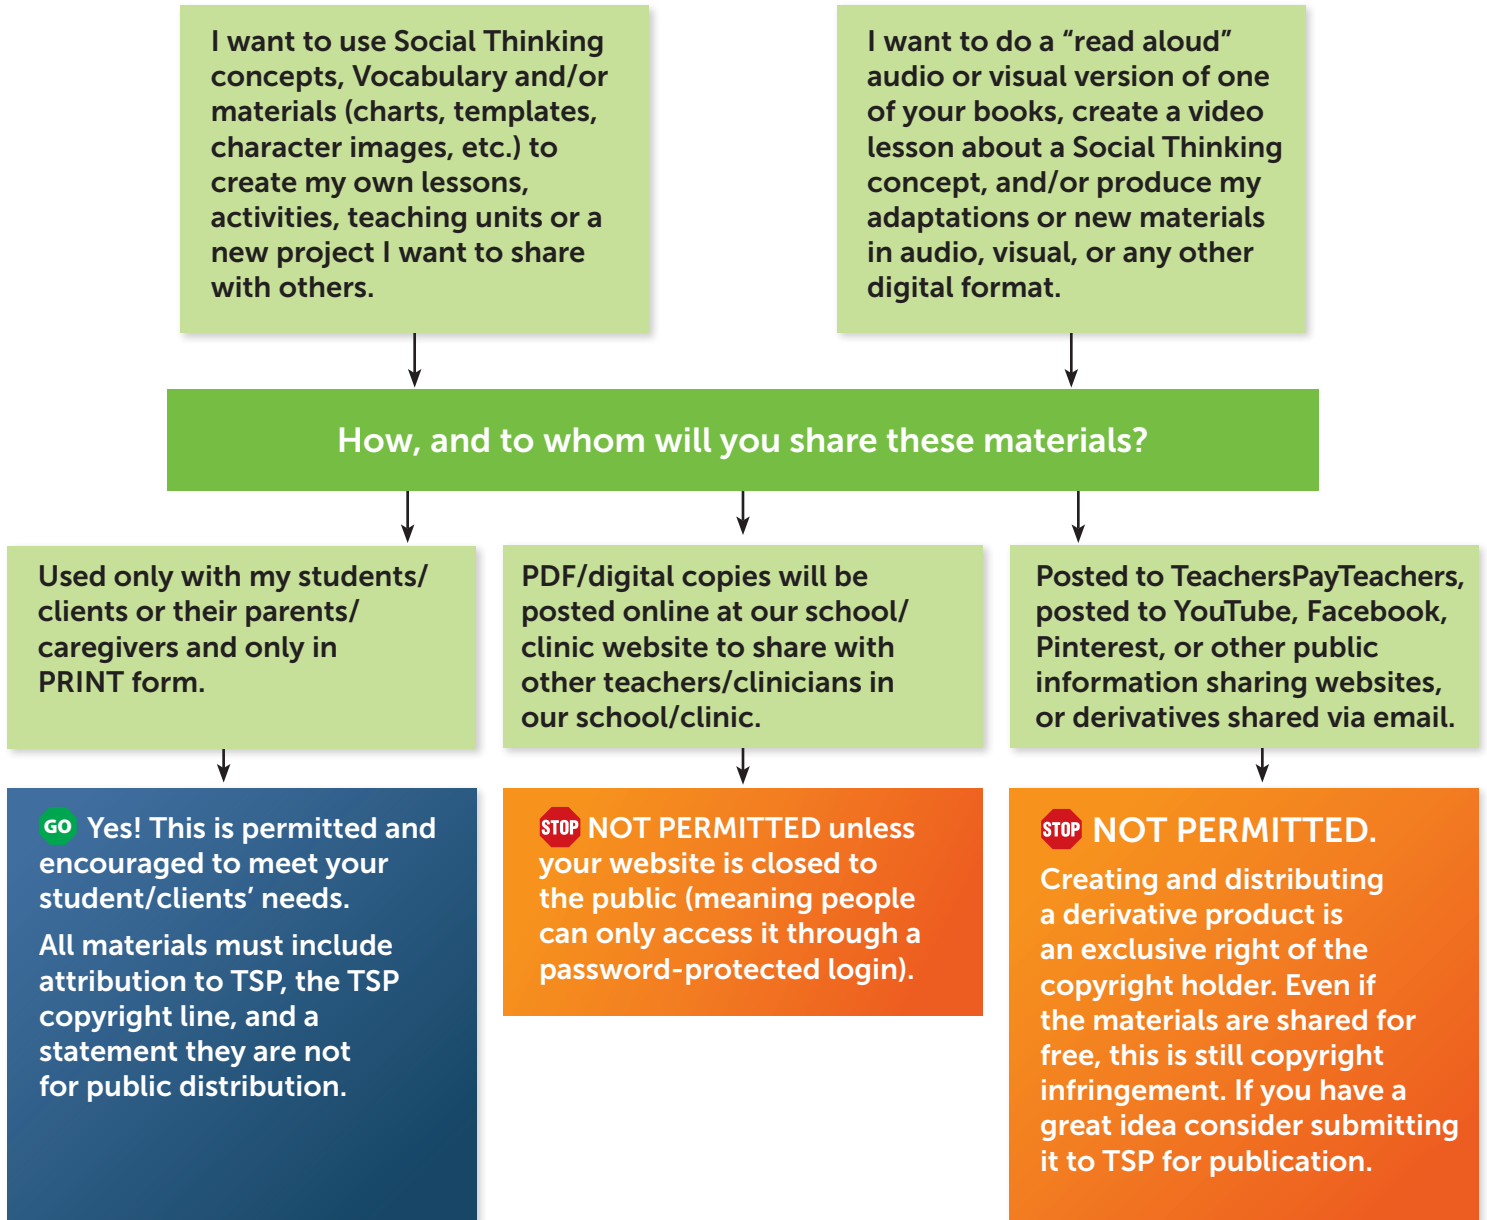 I want to use Social Thinking
concepts, Vocabulary and/or
materials (charts, templates,
character images, etc.) to
create my own lessons,
activities, teaching units or a
new project I want to share
with others.
I want to do a “read aloud”
audio or visual version of one
of your books, create a video
lesson about a Social Thinking
concept, and/or produce my
adaptations or new materials
in audio, visual, or any other
digital format.
How, and to whom will you share these materials?
Used only with my students/
clients or their parents/
caregivers and only in
PRINT form.
PDF/digital copies will be
posted online at our school/
clinic website to share with
other teachers/clinicians in
our school/clinic.
Posted to TeachersPayTeachers,
posted to YouTube, Facebook,
Pinterest, or other public
information sharing websites,
or derivatives shared via email.
GO Yes! This is permitted and
encouraged to meet your
student/clients’ needs.
All materials must include
attribution to TSP, the TSP
copyright line, and a
statement they are not
for public distribution.
STOP NOT PERMITTED unless
your website is closed to
the public (meaning people
can only access it through a
password-protected login).
STOP NOT PERMITTED.
Creating and distributing
a derivative product is
an exclusive right of the
copyright holder. Even if
the materials are shared for
free, this is still copyright
infringement. If you have a
great idea consider submitting
it to TSP for publication.